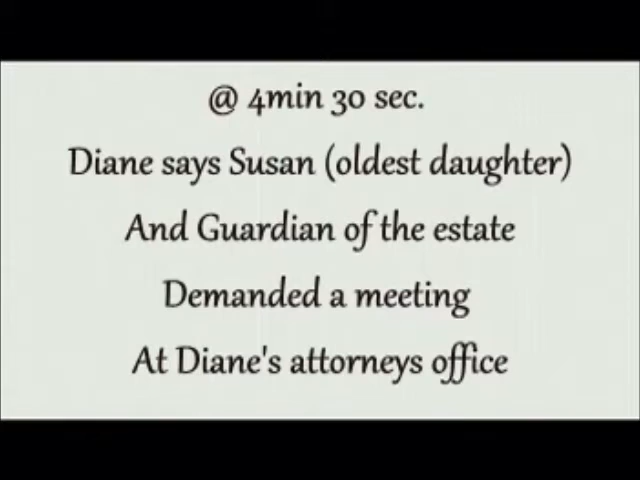 @ 4min 30 sec.
Diane says Susan (oldest daughter)
And Guardian of the estate
Demanded a meeting
At Diane's attorneys office